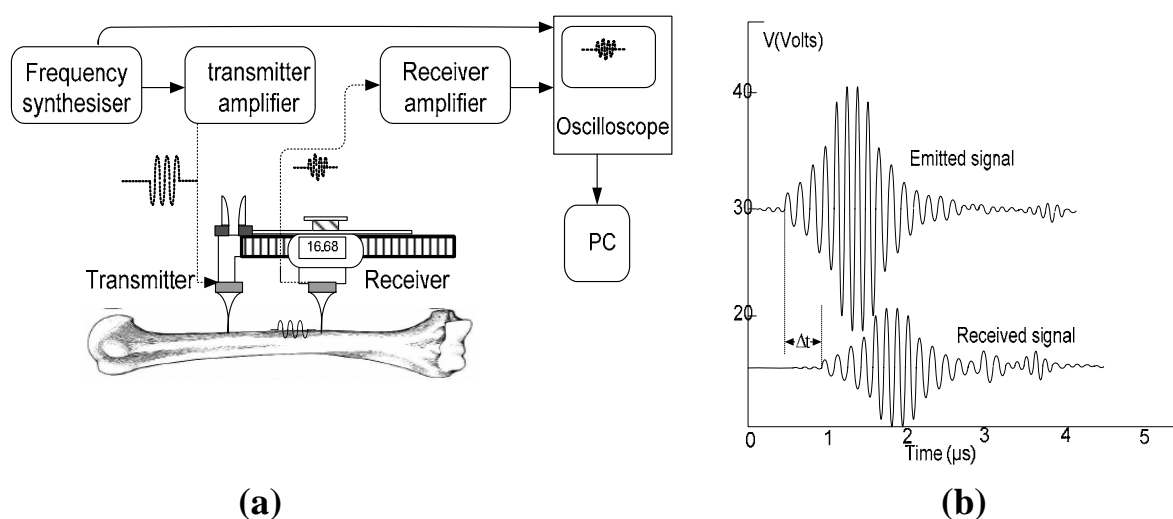 Frequency
synthesiser
transmitter
amplifier
Receiver
amplifier
Oscilloscope
PC
16.68
Transmitter
Receiver
(a)
V(Volts)
40
Emitted signal
30
20
Received signal
Δt
0
0 1 2 3 4 5
Time (µs)
(b)